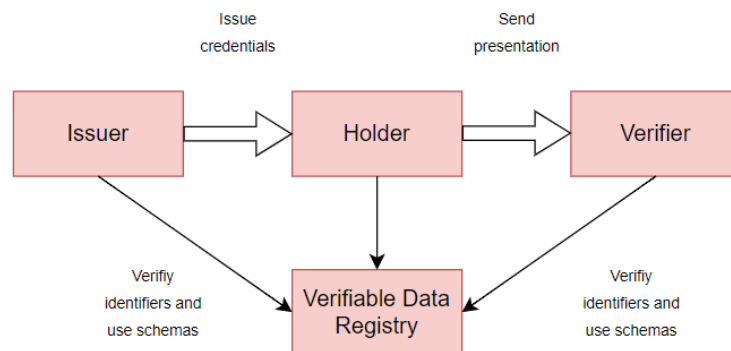 Issue
credentials
Send
presentation
Issuer
Holder
Verifier
Verifiy
identifiers and
use schemas
Verifiable Data
Registry
Verifiy
identifiers and
use schemas